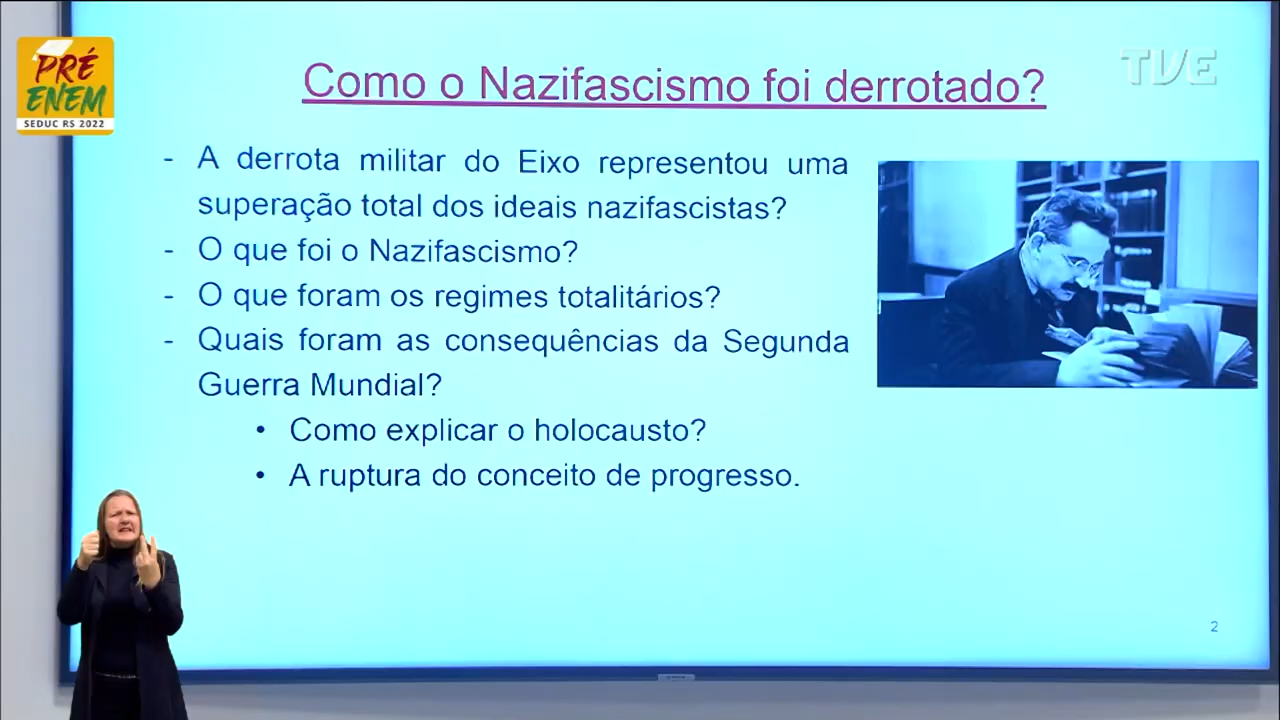 PRÉ
ENEM
SEDUC RS 2022
TVE
Como o Nazifascismo foi derrotado?
- A derrota militar do Eixo representou uma
superação total dos ideais nazifascistas?
- O que foi o Nazifascismo?
- O que foram os regimes totalitários?
- Quais foram as consequências da Segunda
Guerra Mundial?
• Como explicar o holocausto?
• A ruptura do conceito de progresso.
2